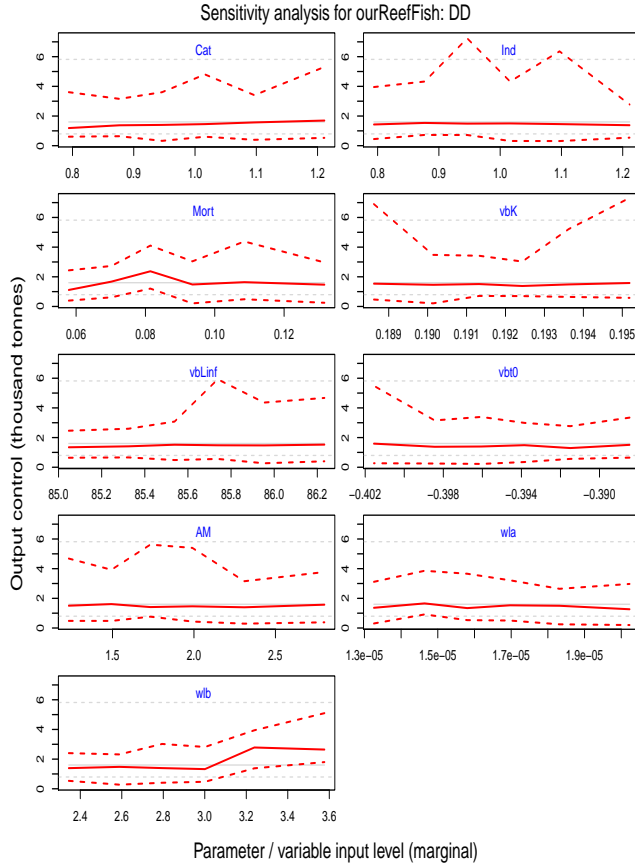 Sensitivity analysis for ourReefFish: DD
Output control (thousand tonnes)
Cat
0 2 4 6
0.8 0.9 1.0 1.1 1.2
Ind
0 2 4 6
0.8 0.9 1.0 1.1 1.2
Mort
0 2 4 6
0.06 0.08 0.10 0.12
vbK
0 2 4 6
0.189 0.190 0.191 0.192 0.193 0.194 0.195
vbLinf
0 2 4 6
85.0 85.2 85.4 85.6 85.8 86.0 86.2
vbt0
0 2 4 6
−0.402 −0.398 −0.394 −0.390
AM
0 2 4 6
1.5 2.0 2.5
wla
0 2 4 6
1.3e−05 1.5e−05 1.7e−05 1.9e−05
wlb
0 2 4 6
2.4 2.6 2.8 3.0 3.2 3.4 3.6
Parameter / variable input level (marginal)